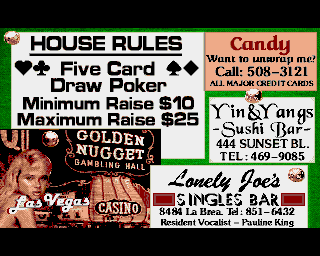 HOUSE RULES
Five Card
Draw Poker
Minimum Raise $10
Maximum Raise $25
Candy
Want to unwrap me?
Call: 508-3121
ALL MAJOR CREDIT CARDS
Yin & Yangs
-Sushi Bar-
444 SUNSET BL.
TEL: 469-9085
GOLDEN
NUGGET
GAMBLING HALL
CASINO
Las Vegas
Lonely Joe's
SINGLES BAR
8484 La Brea. Tel: 851-6432
Resident Vocalist - Pauline King